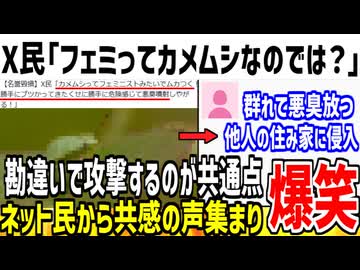 X民「フェミってカメムシなのでは？」
【名誉毀損】X民「カメムシってフェミニストみたいでムカつく
勝手にブツかってきたくせに勝手に危険感じて悪臭噴射しやが
る！」
群れて悪臭放つ
他人の住み家に侵入
勘違いで攻撃するのが共通点
ネット民から共感の声集まり
爆笑